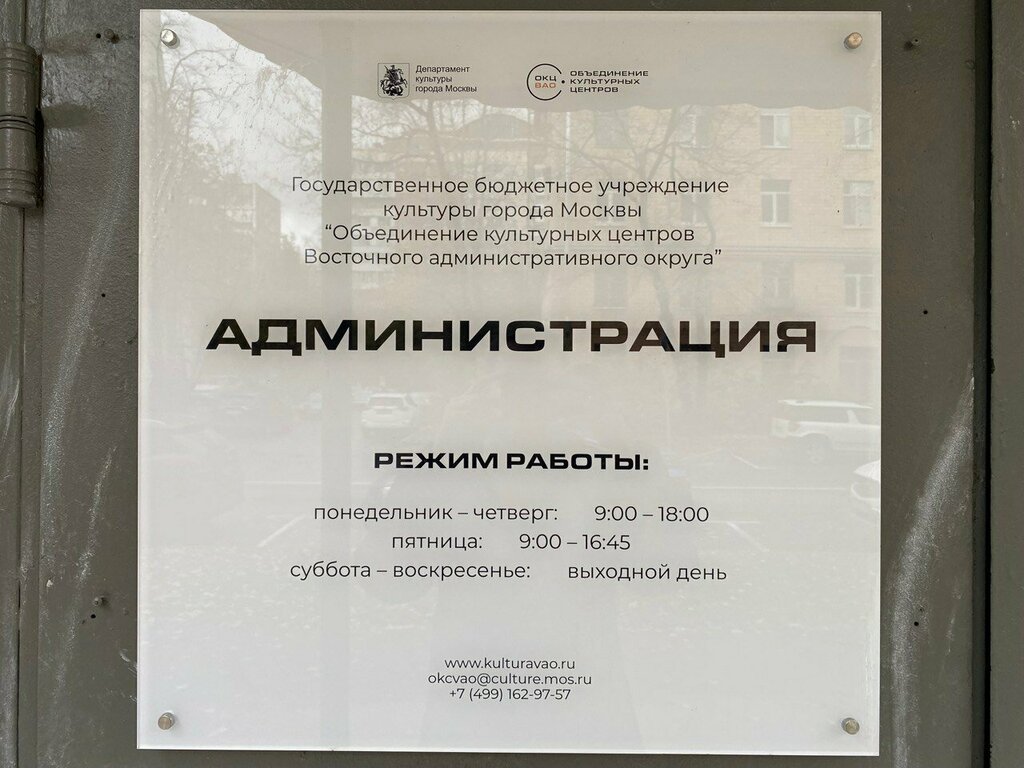 Департамент
культуры
города Москвы
ОКЦ
ВАО
ОБЪЕДИНЕНИЕ
КУЛЬТУРНЫХ
ЦЕНТРОВ
Государственное бюджетное учреждение
культуры города Москвы
“Объединение культурных центров
Восточного административного округа”
АДМИНИСТРАЦИЯ
РЕЖИМ РАБОТЫ:
понедельник – четверг: 9:00 – 18:00
пятница: 9:00 – 16:45
суббота – воскресенье: выходной день
www.kulturavao.ru
okcvao@culture.mos.ru
+7 (499) 162-97-57